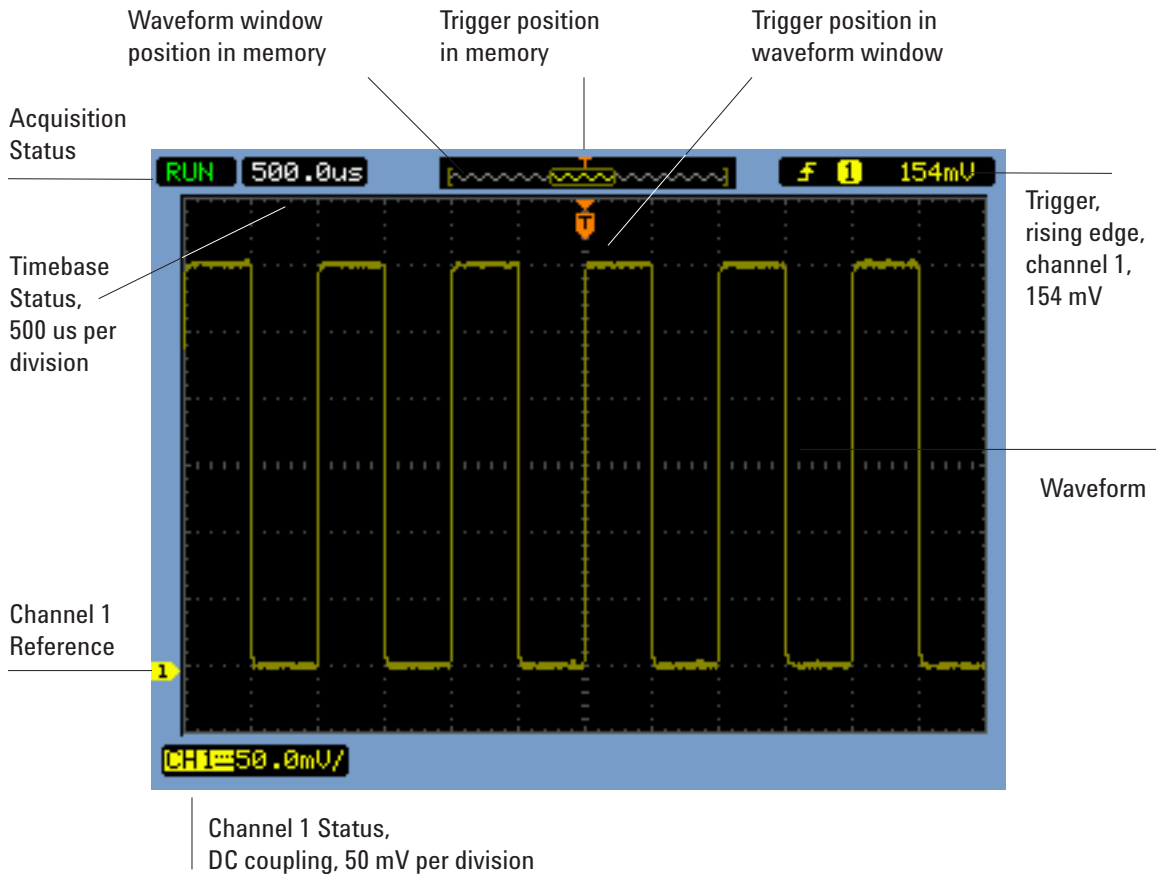 Waveform window
position in memory
Trigger position
in memory
Trigger position in
waveform window
Acquisition
Status
RUN
500.0us
T
1
154mV
T
Trigger,
rising edge,
channel 1,
154 mV
Timebase
Status,
500 us per
division
Waveform
Channel 1
Reference
1
CH1 50.0mV/
Channel 1 Status,
DC coupling, 50 mV per division